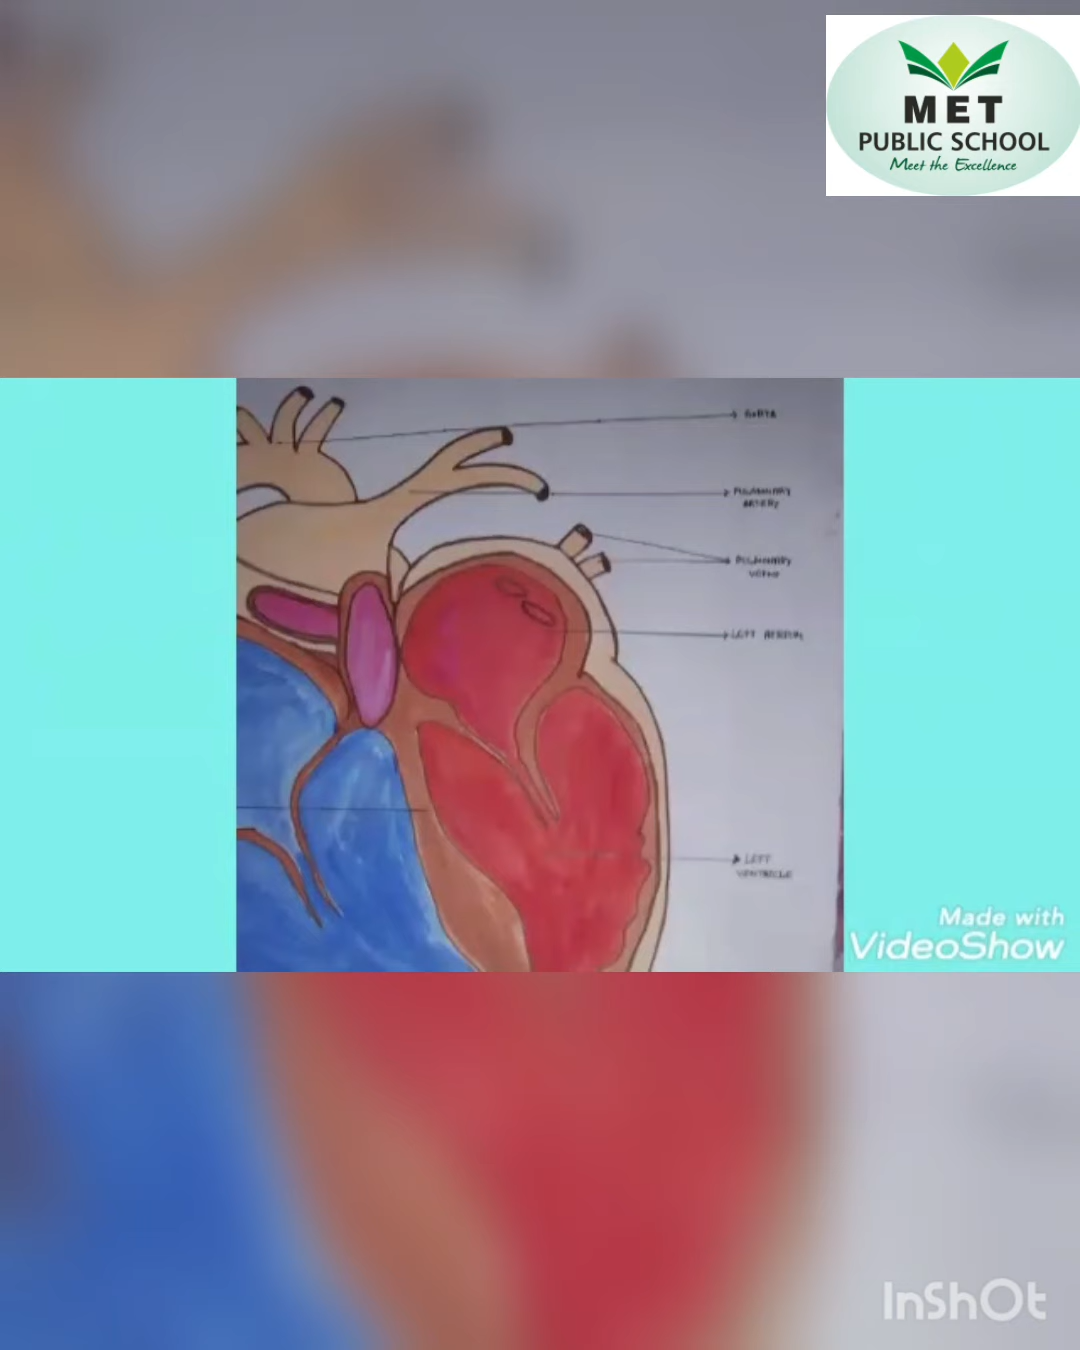 MET
PUBLIC SCHOOL
Meet the Excellence
AORTA
PULMONARY
ARTERY
PULMONARY
VEINS
LEFT ATRIUM
LEFT
VENTRICLE
Made with
VideoShow
InShOt